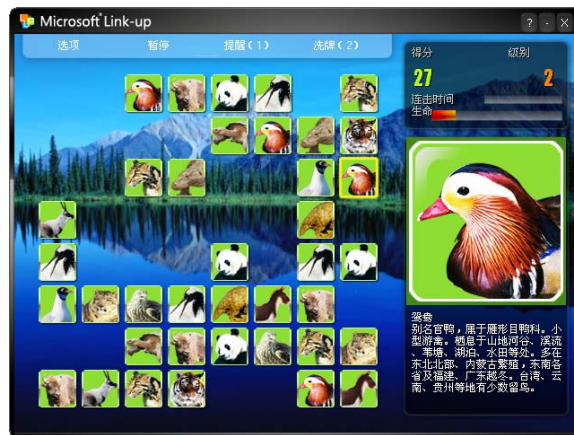 Microsoft® Link-up
? - X
选项 暂停 提醒(1) 洗牌(2)
得分 级别
27 2
连击时间
生命
鸳鸯
别名官鸭，属于雁形目鸭科。小
型游禽。栖息于山地河谷、溪流
、苇塘、湖泊、水田等处。多在
东北北部、内蒙古繁殖，东南各
省及福建、广东越冬。台湾、云
南、贵州等地有少数留鸟。